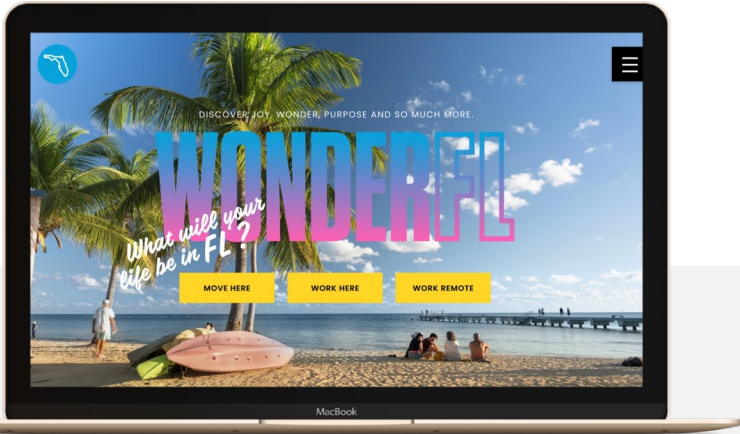 DISCOVER JOY, WONDER, PURPOSE AND SO MUCH MORE.
WONDERFL
What will your
life be in FL?
MOVE HERE
WORK HERE
WORK REMOTE
MacBook